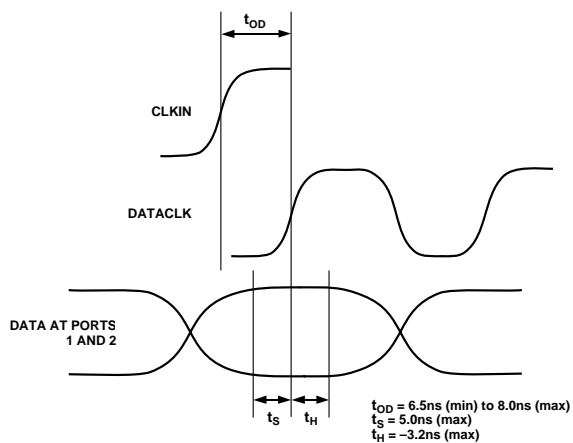 tOD
CLKIN
DATACLK
DATA AT PORTS
1 AND 2
tS
tH
tOD = 6.5ns (min) to 8.0ns (max)
tS = 5.0ns (max)
tH = –3.2ns (max)